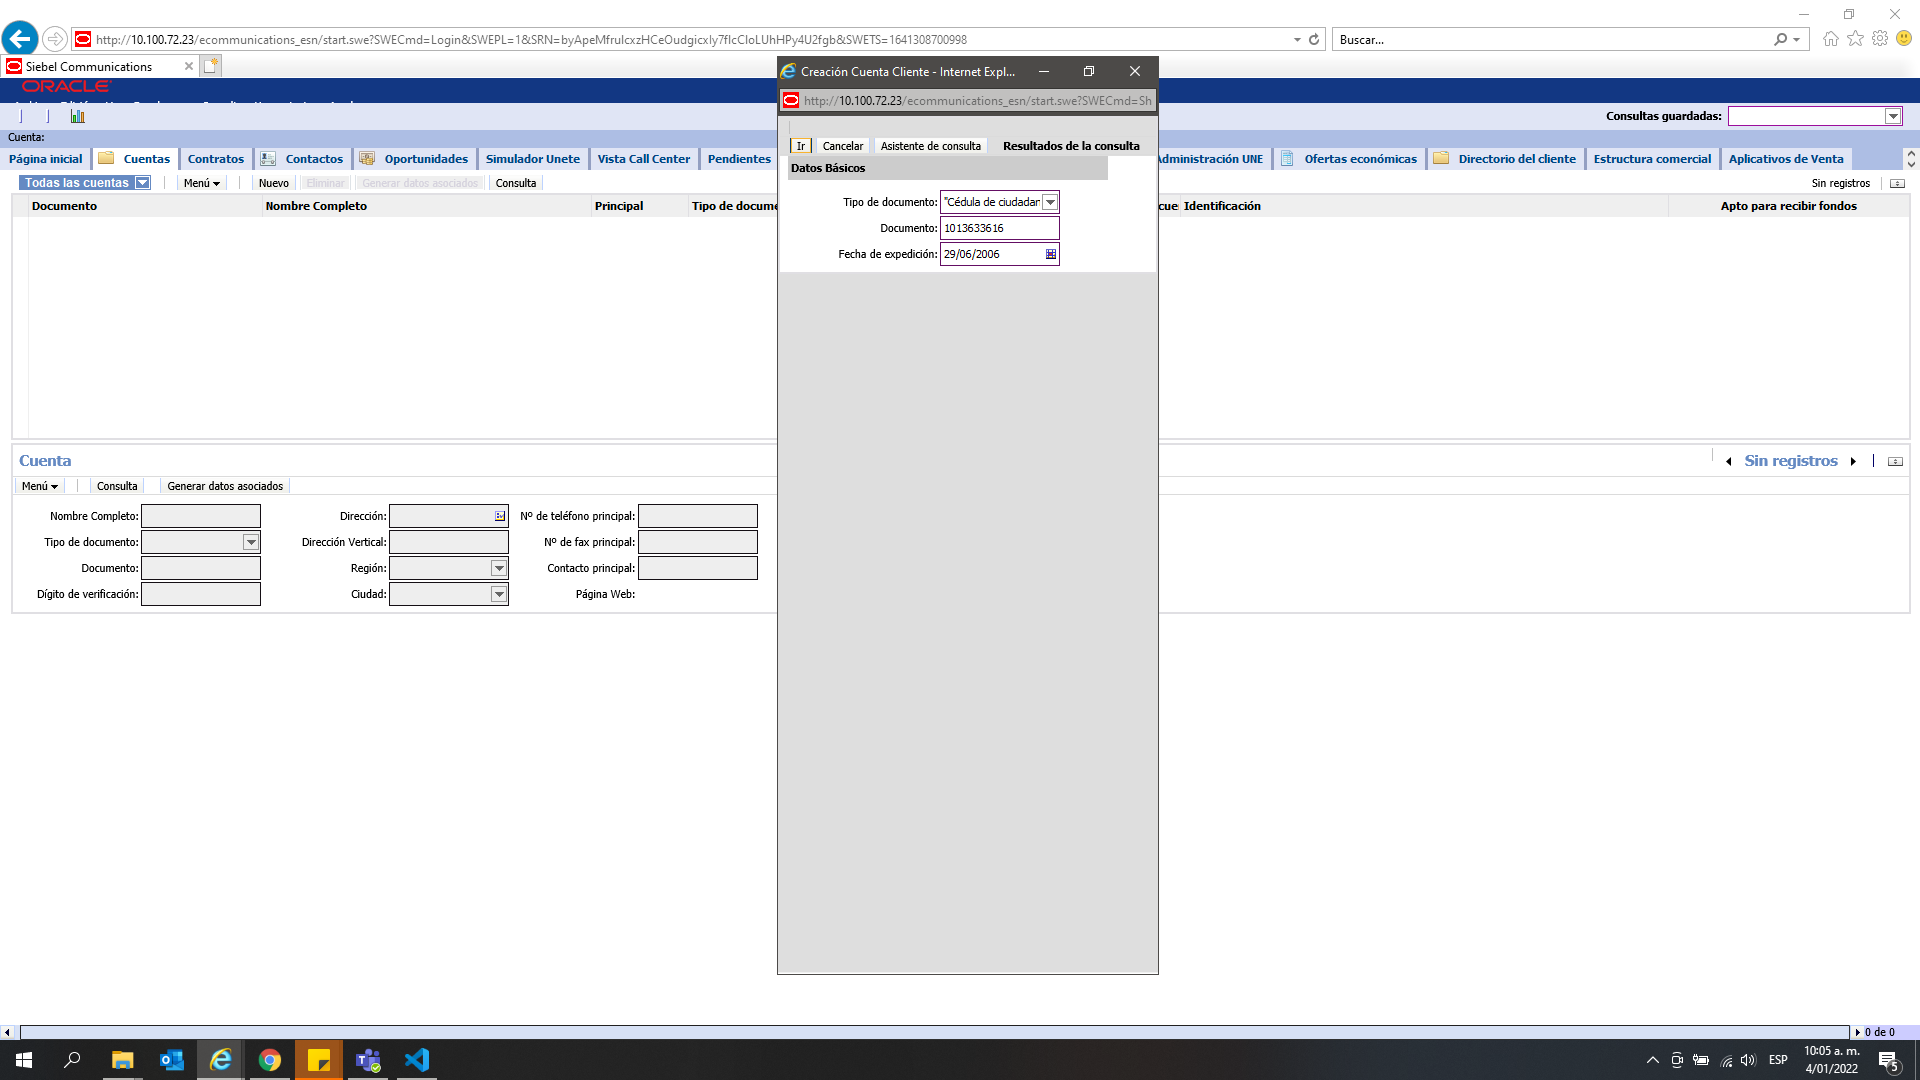 http://10.100.72.23/ecommunications_esn/start.swe?SWECmd=Login&SWEPL=1&SRN=byApeMfruIcxzHCeOudgicxIy7fIcCIoLUhHPy4U2fgb&SWETS=1641308700998
Buscar...
Siebel Communications
ORACLE
Creación Cuenta Cliente - Internet Expl...
http://10.100.72.23/ecommunications_esn/start.swe?SWECmd=Sh
Consultas guardadas:
Cuenta:
Ir Cancelar Asistente de consulta Resultados de la consulta
Página inicial Cuentas Contratos Contactos Oportunidades Simulador Unete Vista Call Center Pendientes
dministración UNE Ofertas económicas Directorio del cliente Estructura comercial Aplicativos de Venta
Datos Básicos
Todas las cuentas Menú Nuevo Eliminar Generar datos asociados Consulta
Sin registros
Documento Nombre Completo Principal Tipo de docume
cue Identificación Apto para recibir fondos
Tipo de documento: "Cédula de ciudadar
Documento: 1013633616
Fecha de expedición: 29/06/2006
Cuenta
Sin registros
Menú Consulta Generar datos asociados
Nombre Completo: Dirección: Nº de teléfono principal:
Tipo de documento: Dirección Vertical: Nº de fax principal:
Documento: Región: Contacto principal:
Dígito de verificación: Ciudad: Página Web:
0 de 0
ESP
10:05 a. m.
4/01/2022
5